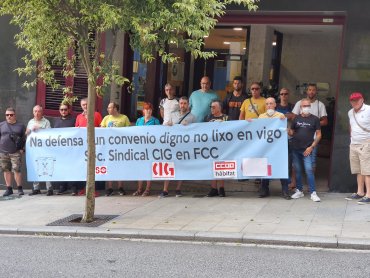 Na defensa dun convenio digno no lixo en vigo
Sec. Sindical CIG en FCC
CIG
CCOO
hábitat